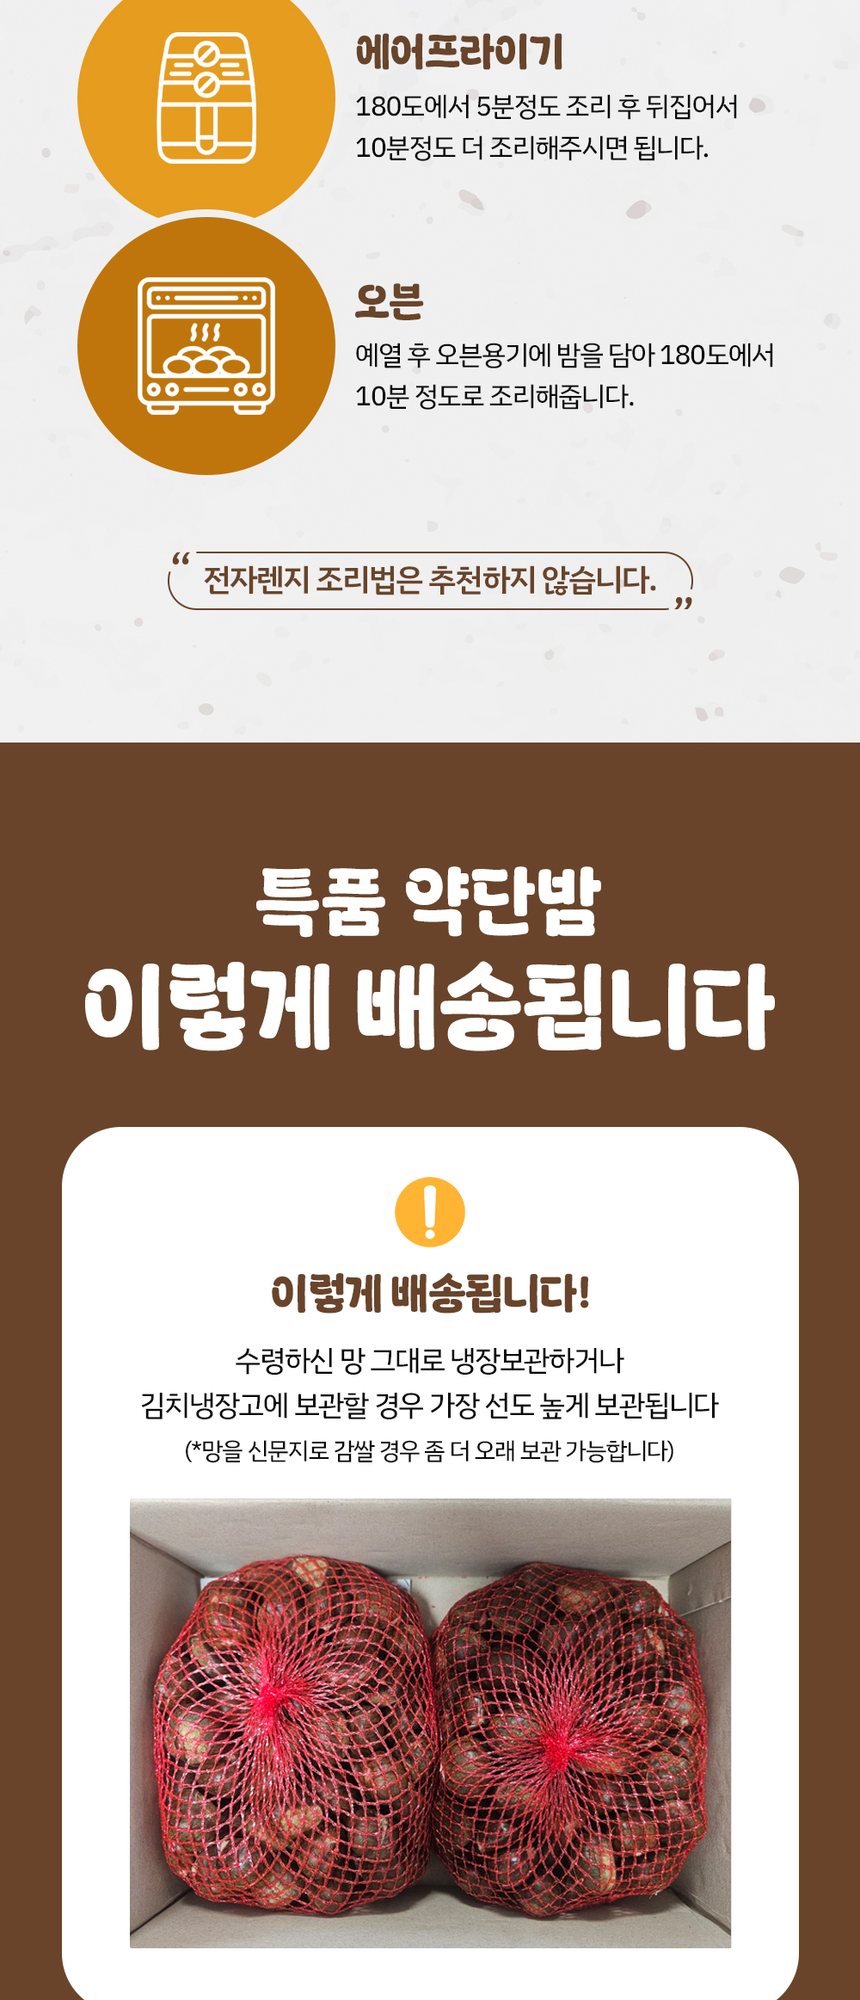 에어프라이기
180도에서 5분정도 조리 후 뒤집어서
10분정도 더 조리해주시면 됩니다.
오븐
예열 후 오븐용기에 밤을 담아 180도에서
10분 정도로 조리해줍니다.
“ 전자렌지 조리법은 추천하지 않습니다. ”
특품 약단밤
이렇게 배송됩니다
!
이렇게 배송됩니다!
수령하신 망 그대로 냉장보관하거나
김치냉장고에 보관할 경우 가장 선도 높게 보관됩니다
(*망을 신문지로 감쌀 경우 좀 더 오래 보관 가능합니다)